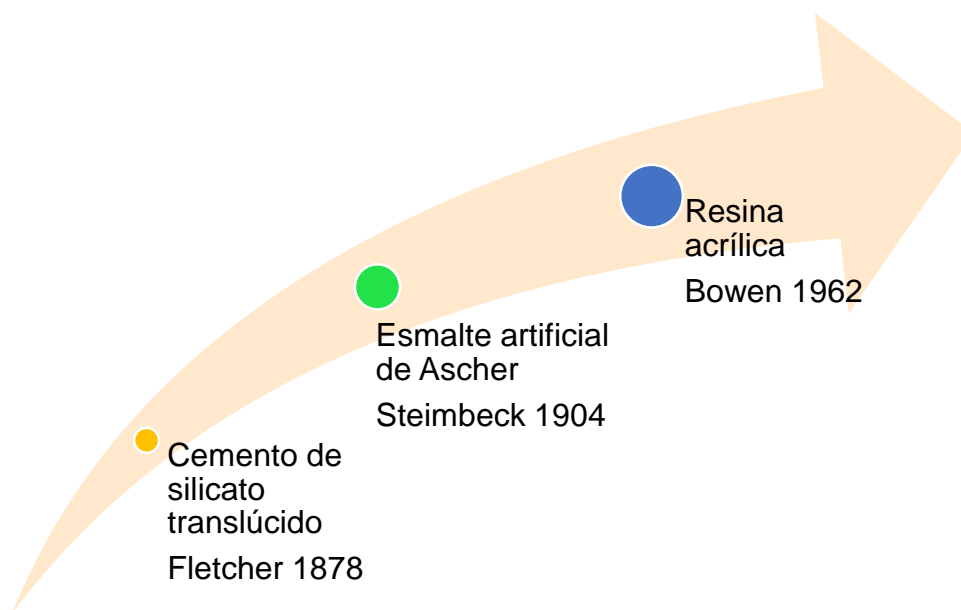 Resina
acrílica
Bowen 1962
Esmalte artificial
de Ascher
Steimbeck 1904
Cemento de
silicato
translúcido
Fletcher 1878